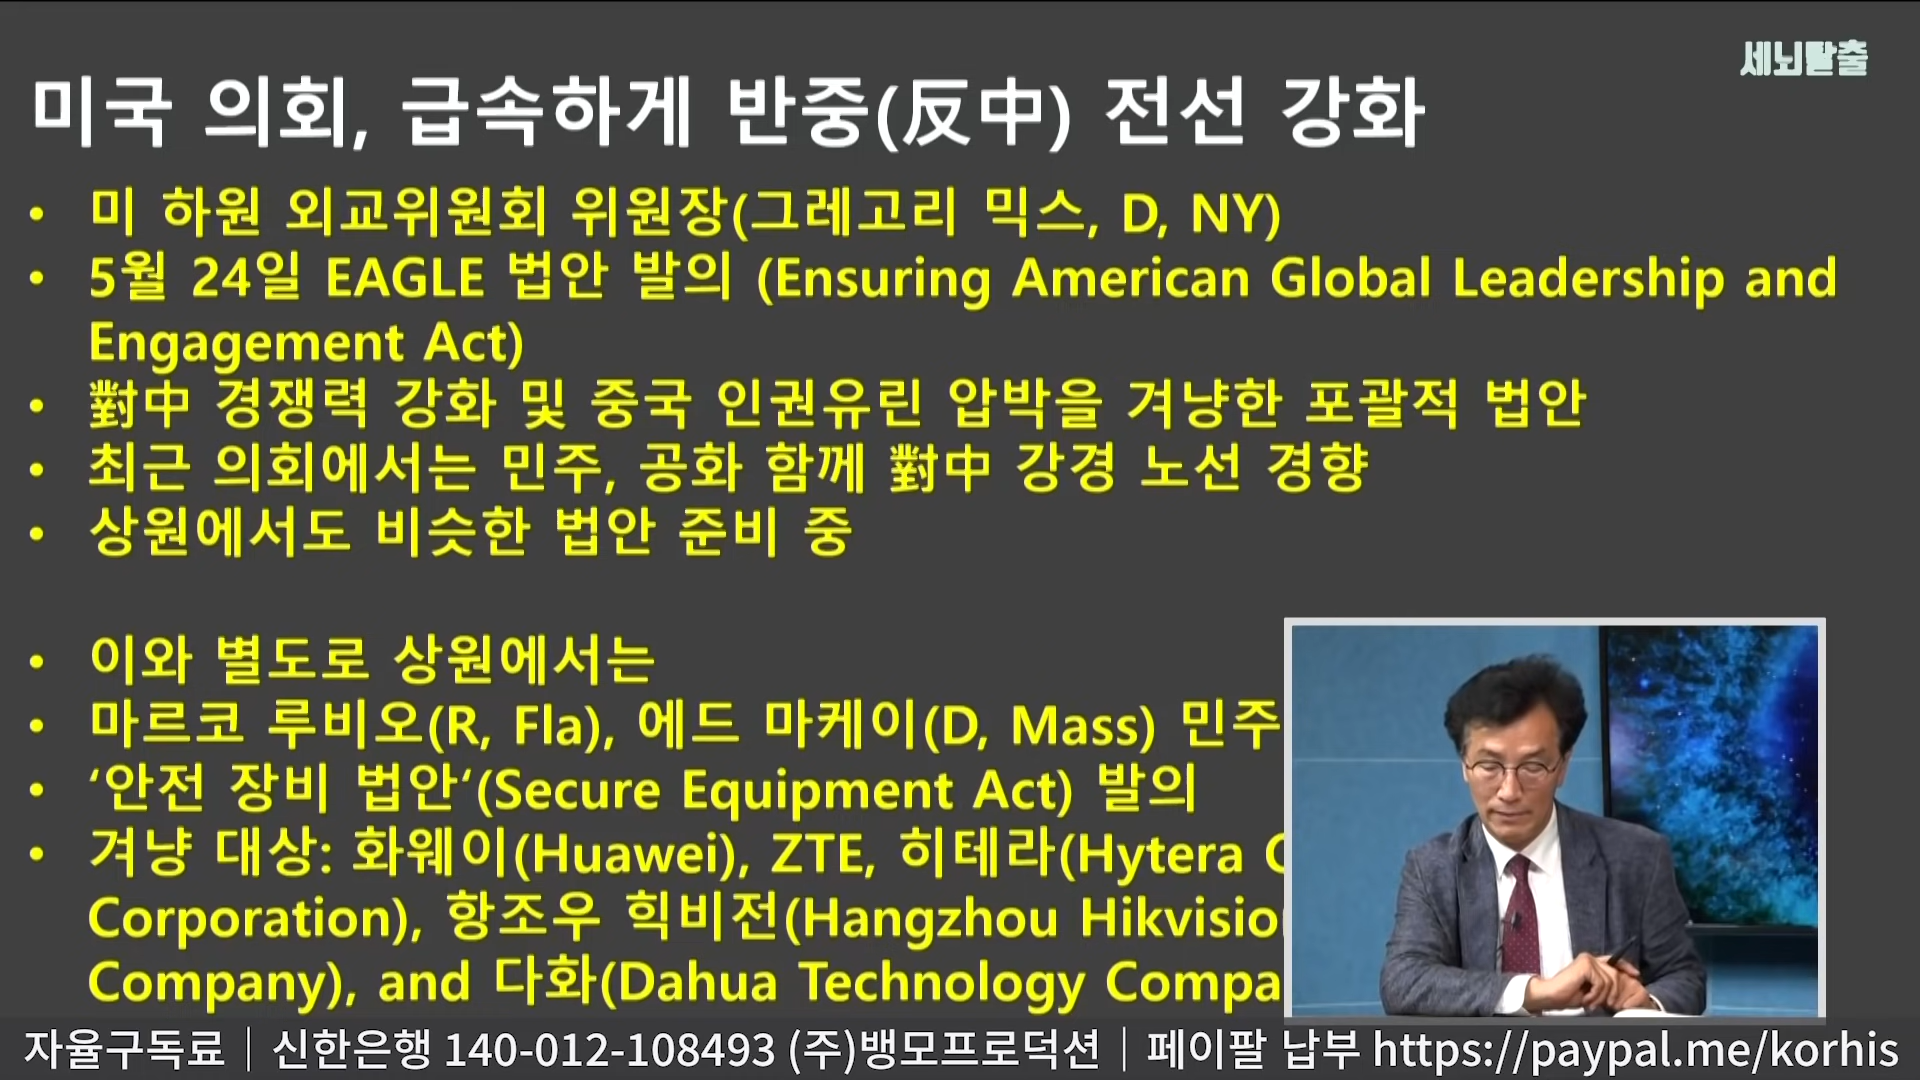 세뇌탈출
미국 의회, 급속하게 반중(反中) 전선 강화
• 미 하원 외교위원회 위원장(그레고리 믹스, D, NY)
• 5월 24일 EAGLE 법안 발의 (Ensuring American Global Leadership and
Engagement Act)
• 對中 경쟁력 강화 및 중국 인권유린 압박을 겨냥한 포괄적 법안
• 최근 의회에서는 민주, 공화 함께 對中 강경 노선 경향
• 상원에서도 비슷한 법안 준비 중
• 이와 별도로 상원에서는
• 마르코 루비오(R, Fla), 에드 마케이(D, Mass) 민주
• ‘안전 장비 법안‘(Secure Equipment Act) 발의
• 겨냥 대상: 화웨이(Huawei), ZTE, 히테라(Hytera
Corporation), 항조우 힉비전(Hangzhou Hikvision
Company), and 다화(Dahua Technology Compa
자율구독료│신한은행 140-012-108493 (주)뱅모프로덕션│페이팔 납부 https://paypal.me/korhis